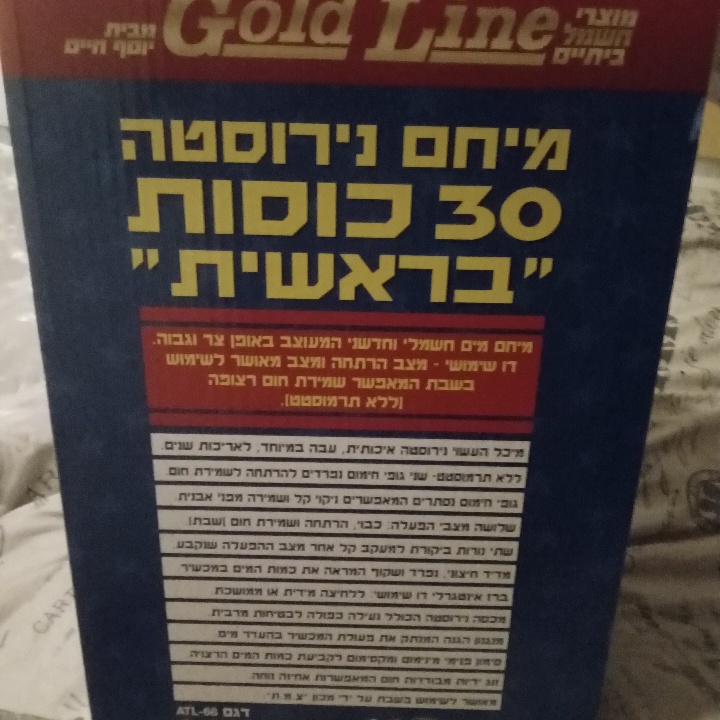 מוצרי
חשמל
ביתיים
Gold Line
מבית
יוסף חיים
מיחם נירוסטה
30 כוסות
"בראשית"
מיחם מים חשמלי וחדשני המעוצב באופן צר וגבוה.
דו שימושי - מצב הרתחה ומצב מאושר לשימוש
בשבת המאפשר שמירת חום רצופה
[ללא תרמוסטט].
מיכל העשוי נירוסטה איכותית, עבה במיוחד, לאריכות שנים.
ללא תרמוסטט- שני גופי חימום נפרדים להרתחה לשמירת חום
גופי חימום נסתרים המאפשרים ניקוי קל ושמירה מפני אבנית.
שלושה מצבי הפעלה: כבוי, הרתחה ושמירת חום [שבת]
שתי נורות ביקורת למעקב קל אחר מצב ההפעלה שנקבע.
מד״ד חיצוני, נפרד ושקוף המראה את כמות המים במכשיר
ברז אינטגרלי דו שימושי: ללחיצה מידית או ממושכת
מכסה נירוסטה הכולל נעילה כפולה לבטיחות מרבית
מנגנון הגנה המנתק את פעולת המכשיר בהעדר מים
סימון פנימי מינימום ומקסימום לקביעת כמות המים הרצויה
זוג ידיות מבודדות חום המאפשרות אחיזה נוחה.
מאושר לשימוש בשבת על ידי מכון "צ.מ.ת".
דגם ATL-66